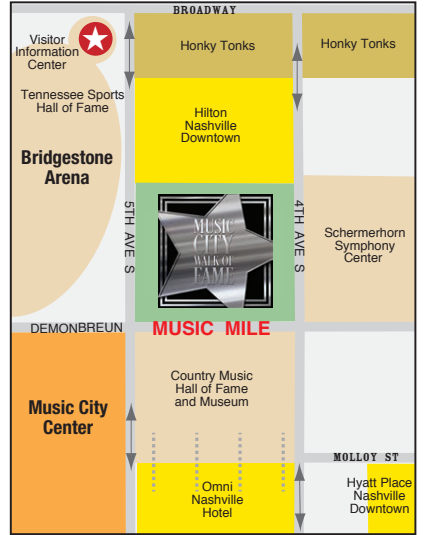 BROADWAY
Visitor
Information
Center
Honky Tonks
Honky Tonks
Tennessee Sports
Hall of Fame
Hilton
Nashville
Downtown
Bridgestone
Arena
5TH AVE S
MUSIC
CITY
WALK OF
FAME
4TH AVE S
Schermerhorn
Symphony
Center
DEMONBREUN
MUSIC MILE
Country Music
Hall of Fame
and Museum
Music City
Center
MOLLOY ST
Omni
Nashville
Hotel
Hyatt Place
Nashville
Downtown